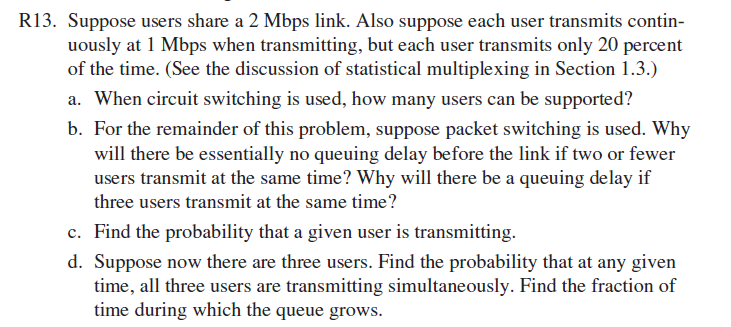 R13. Suppose users share a 2 Mbps link. Also suppose each user transmits contin-
uously at 1 Mbps when transmitting, but each user transmits only 20 percent
of the time. (See the discussion of statistical multiplexing in Section 1.3.)
a. When circuit switching is used, how many users can be supported?
b. For the remainder of this problem, suppose packet switching is used. Why
will there be essentially no queuing delay before the link if two or fewer
users transmit at the same time? Why will there be a queuing delay if
three users transmit at the same time?
c. Find the probability that a given user is transmitting.
d. Suppose now there are three users. Find the probability that at any given
time, all three users are transmitting simultaneously. Find the fraction of
time during which the queue grows.